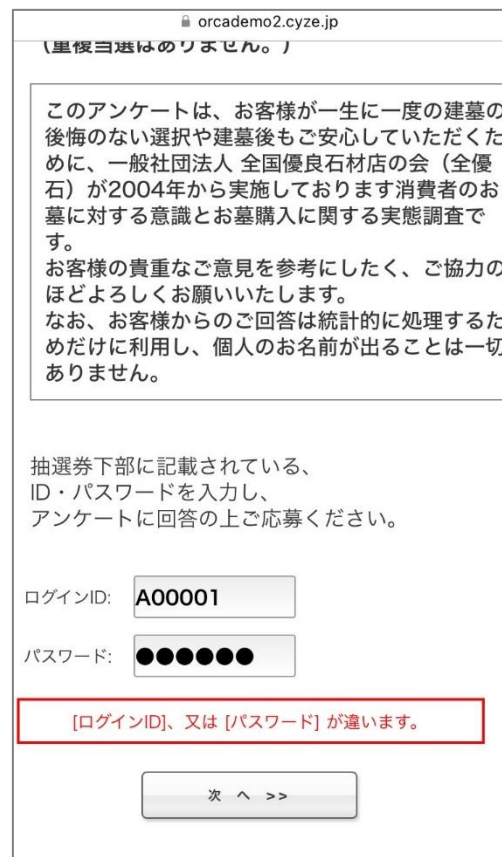 orcademo2.cyze.jp
(重複当選はありません。)
このアンケートは、お客様が一生に一度の建墓の
後悔のない選択や建墓後もご安心していただくた
めに、一般社団法人 全国優良石材店の会（全優
石）が2004年から実施しております消費者のお
墓に対する意識とお墓購入に関する実態調査で
す。
お客様の貴重なご意見を参考にしたく、ご協力の
ほどよろしくお願いいたします。
なお、お客様からのご回答は統計的に処理するた
めだけに利用し、個人のお名前が出ることは一切
ありません。
抽選券下部に記載されている、
ID・パスワードを入力し、
アンケートに回答の上ご応募ください。
ログインID: A00001
パスワード: ●●●●●●
[ログインID]、又は [パスワード] が違います。
次 へ >>